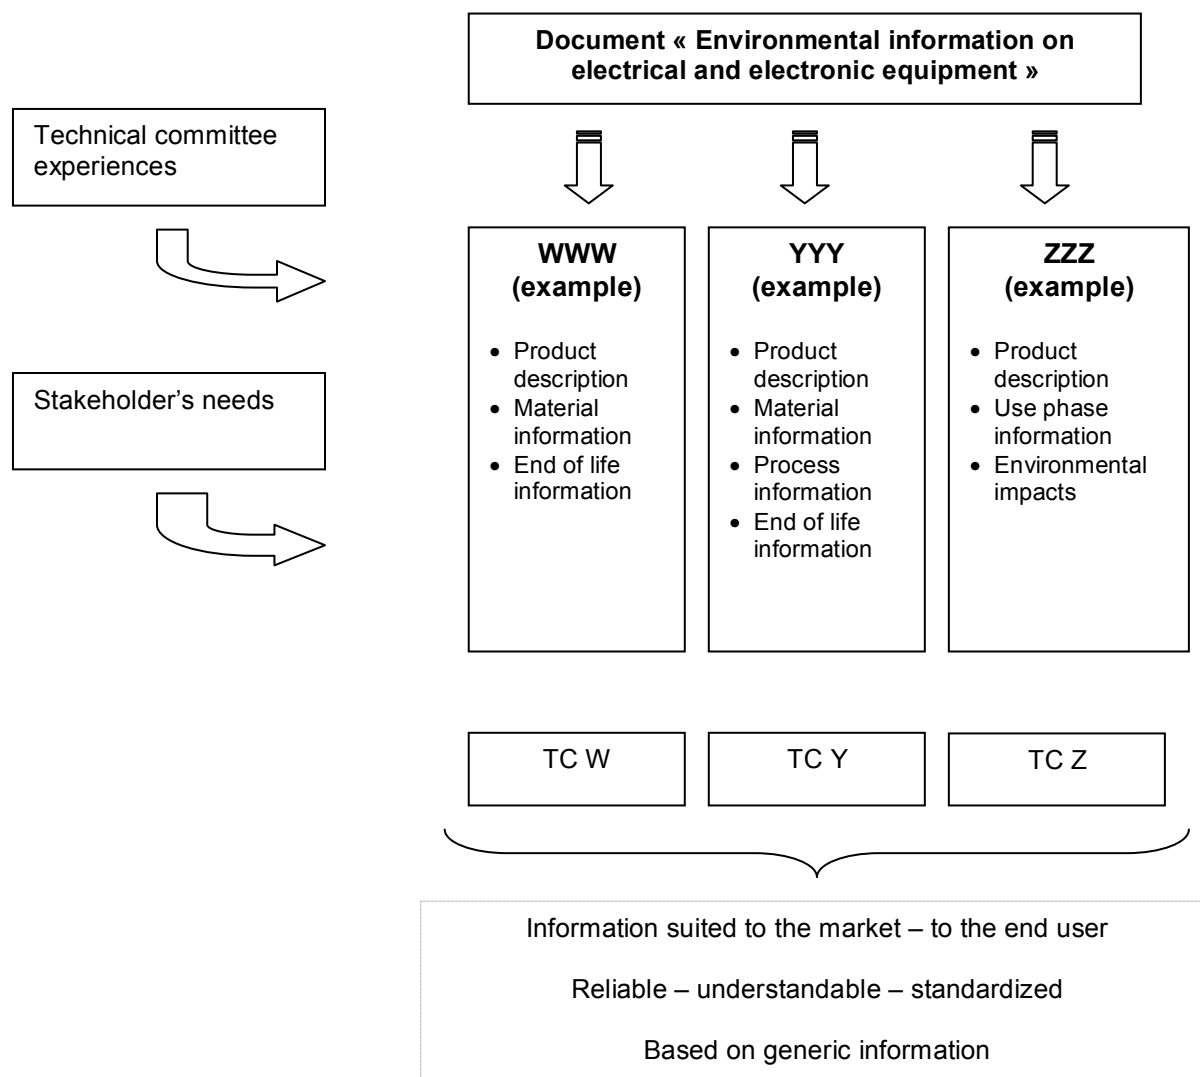 Document « Environmental information on
electrical and electronic equipment »
Technical committee
experiences
Stakeholder’s needs
WWW
(example)
• Product
description
• Material
information
• End of life
information
YYY
(example)
• Product
description
• Material
information
• Process
information
• End of life
information
ZZZ
(example)
• Product
description
• Use phase
information
• Environmental
impacts
TC W
TC Y
TC Z
Information suited to the market – to the end user
Reliable – understandable – standardized
Based on generic information